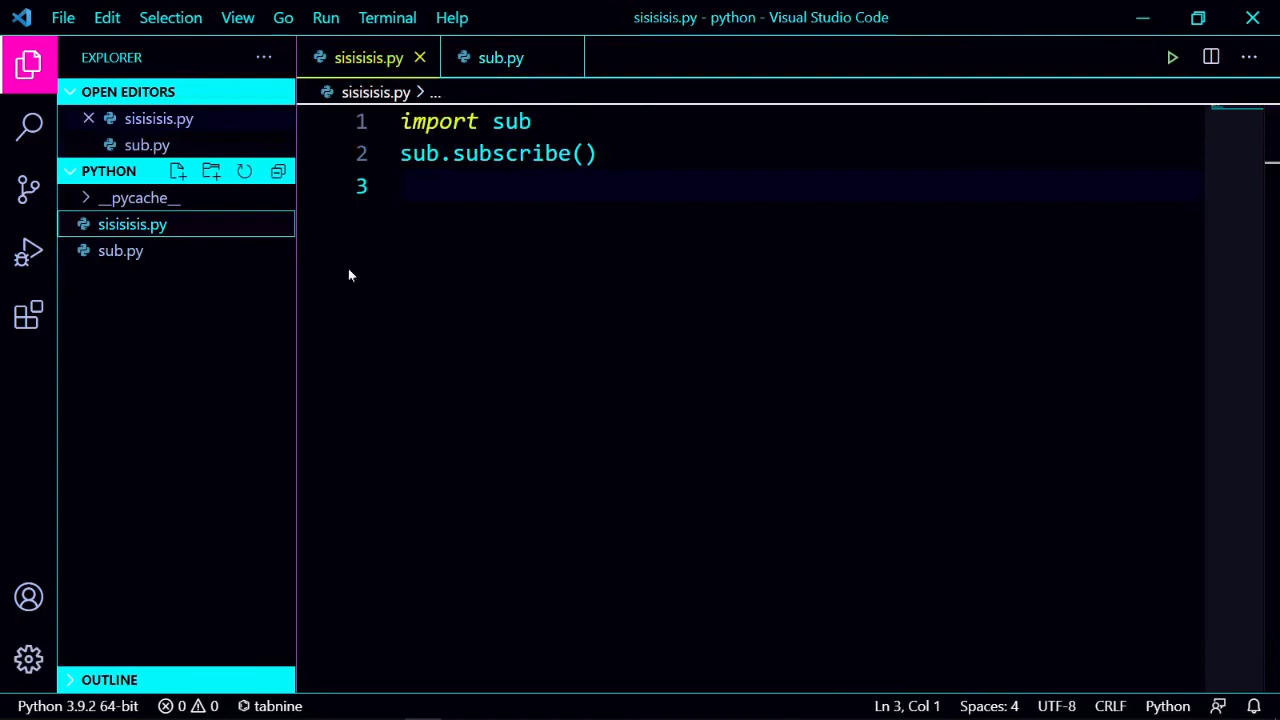 File Edit Selection View Go Run Terminal Help sisisisis.py - python - Visual Studio Code
EXPLORER
sisisisis.py
sub.py
OPEN EDITORS
sisisisis.py > ...
sisisisis.py
sub.py
PYTHON
__pycache__
sisisisis.py
sub.py
1 import sub
2 sub.subscribe()
3
OUTLINE
Python 3.9.2 64-bit 0 0 tabnine Ln 3, Col 1 Spaces: 4 UTF-8 CRLF Python